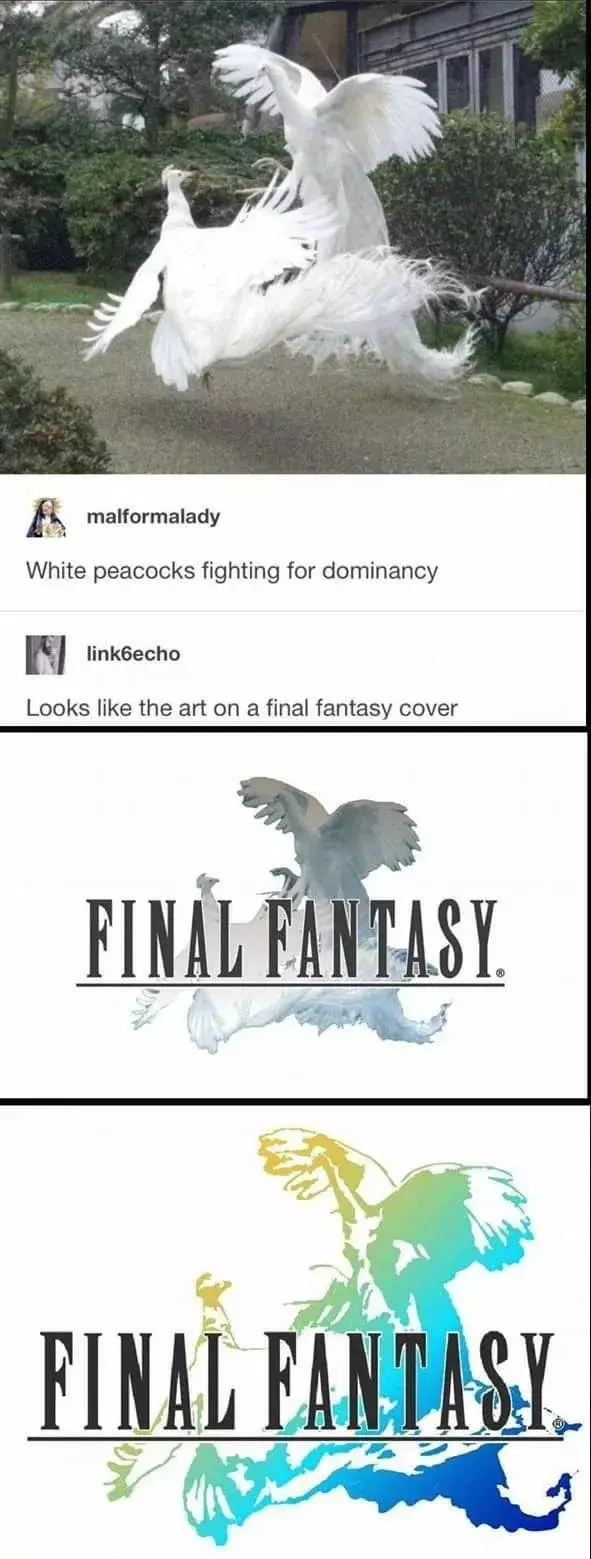 malformalady
White peacocks fighting for dominancy
link6echo
Looks like the art on a final fantasy cover
FINAL FANTASY®
FINAL FANTASY®